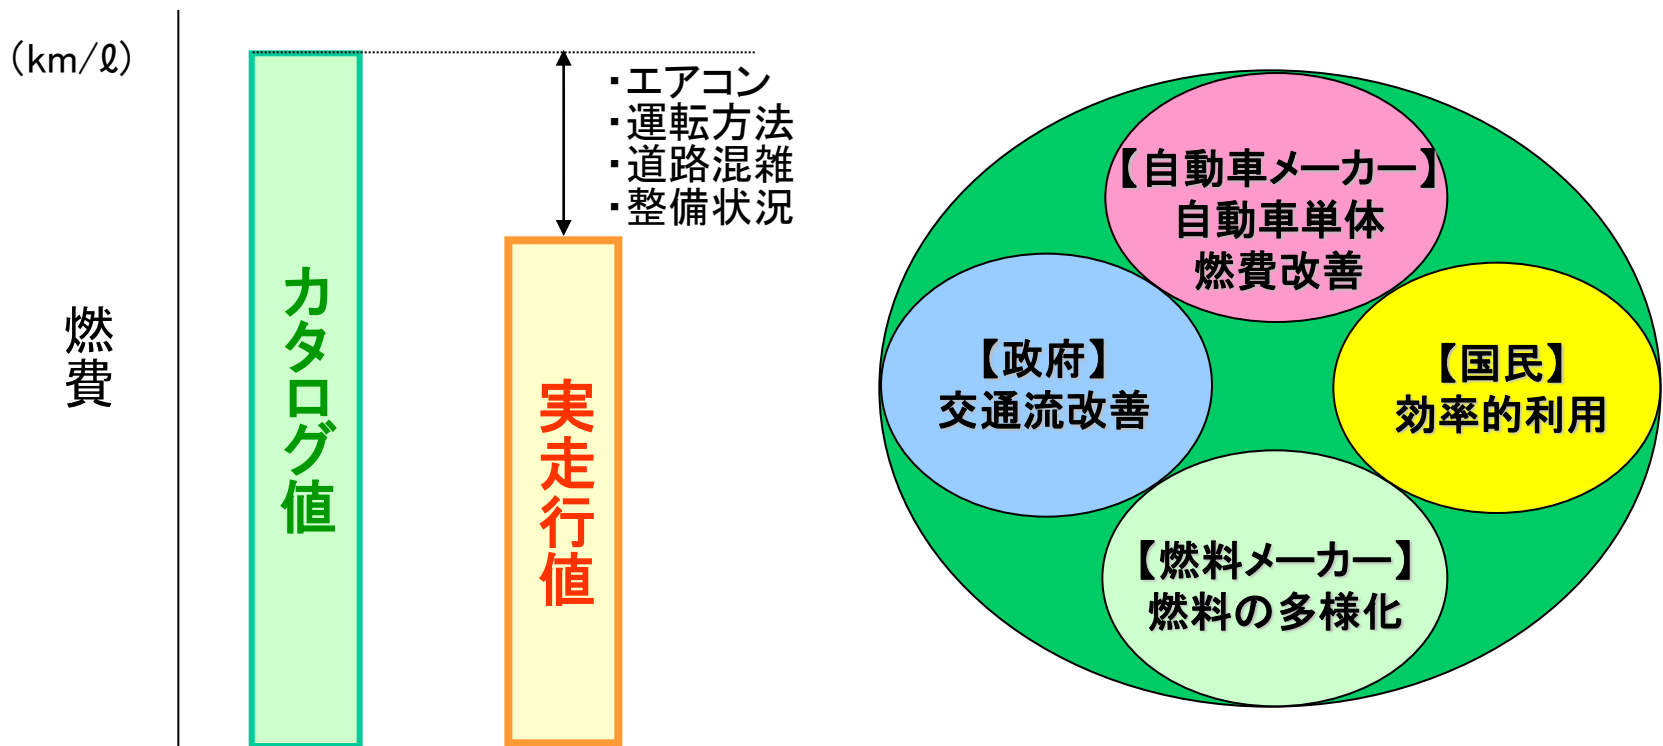 (km/ℓ)
燃費
カタログ値
実走行値
・エアコン
・運転方法
・道路混雑
・整備状況
【自動車メーカー】
自動車単体
燃費改善
【政府】
交通流改善
【国民】
効率的利用
【燃料メーカー】
燃料の多様化